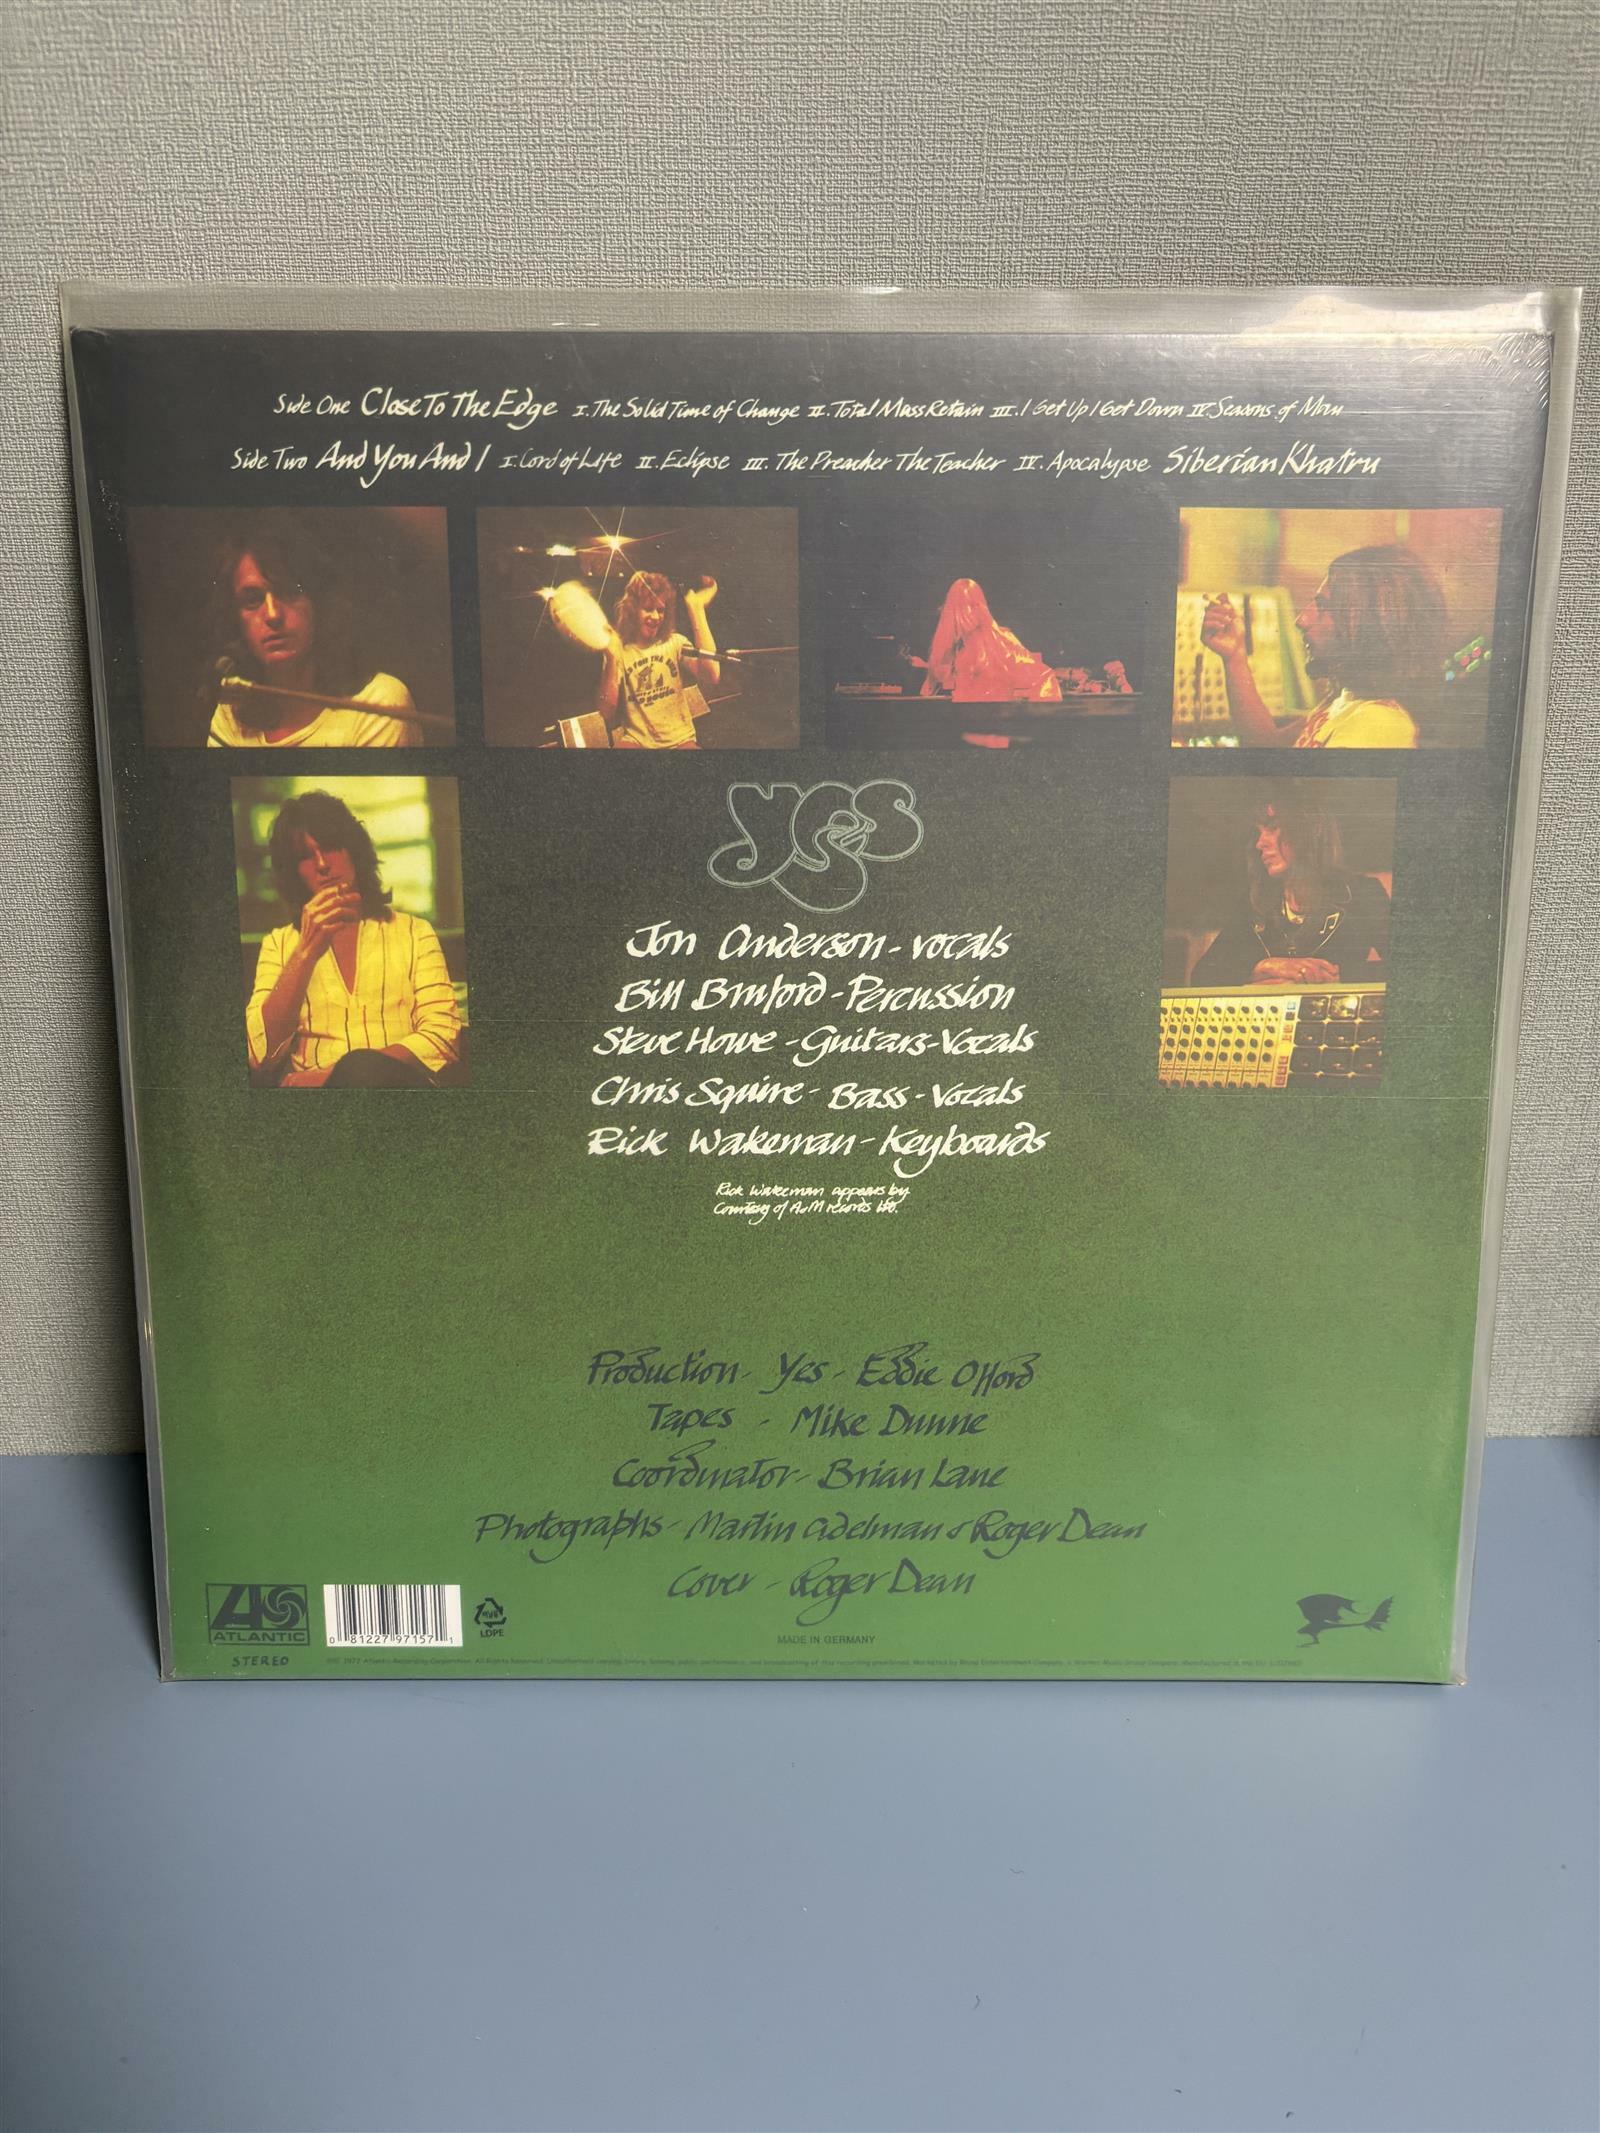 Side One Close To The Edge I. The Solid Time of Change II. Total Mass Retain III. I Get Up I Get Down IV. Seasons of Man
Side Two And You And I I. Cord of Life II. Eclipse III. The Preacher The Teacher IV. Apocalypse Siberian Khatru
yes
Jon Anderson - vocals
Bill Bruford - Percussion
Steve Howe - Guitars - Vocals
Chris Squire - Bass - Vocals
Rick Wakeman - Keyboards
Rick Wakeman appears by
Courtesy of A&M records ltd.
Production - Yes - Eddie Offord
Tapes - Mike Dunne
Coordinator - Brian Lane
Photographs - Martin Adelman & Roger Dean
Cover - Roger Dean
ATLANTIC
STEREO
0 81227 97157 1
LDPE
MADE IN GERMANY